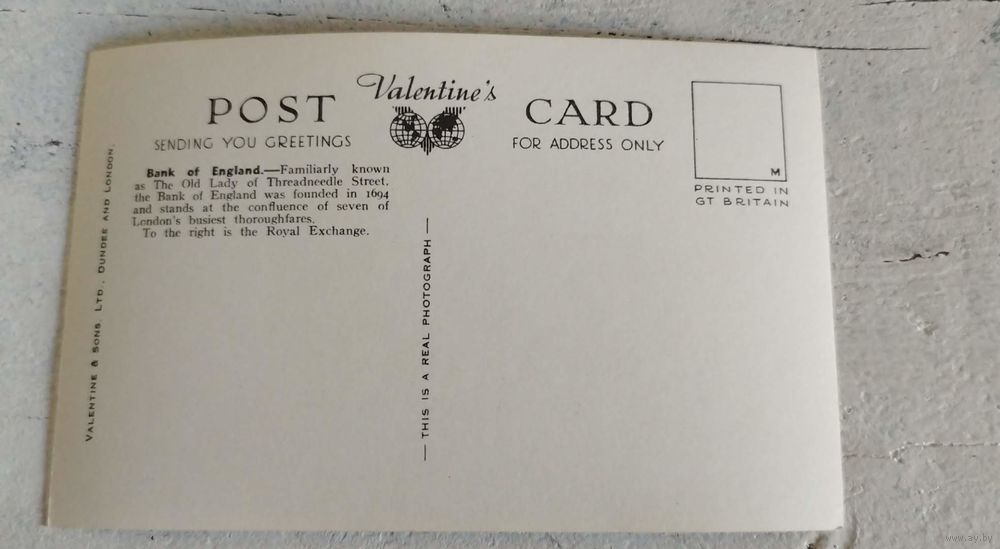 POST Valentine's CARD
SENDING YOU GREETINGS
FOR ADDRESS ONLY
Bank of England.—Familiarly known
as The Old Lady of Threadneedle Street,
the Bank of England was founded in 1694
and stands at the confluence of seven of
London's busiest thoroughfares.
To the right is the Royal Exchange.
M
PRINTED IN
GT BRITAIN
VALENTINE & SONS, LTD., DUNDEE AND LONDON.
— THIS IS A REAL PHOTOGRAPH —
www.ay.by